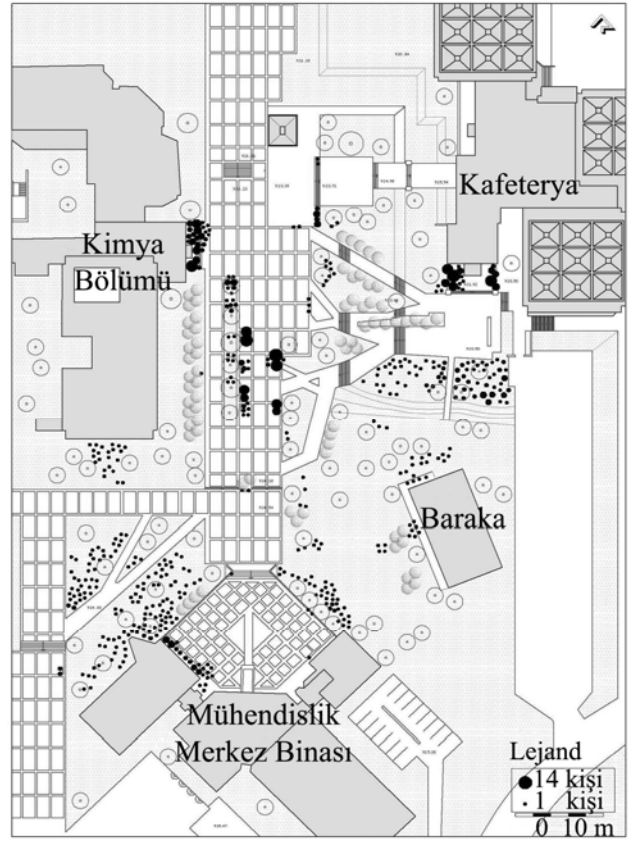 Kafeterya
Kimya
Bölümü
Baraka
Mühendislik
Merkez Binası
Lejand
14 kişi
1 kişi
0 10 m